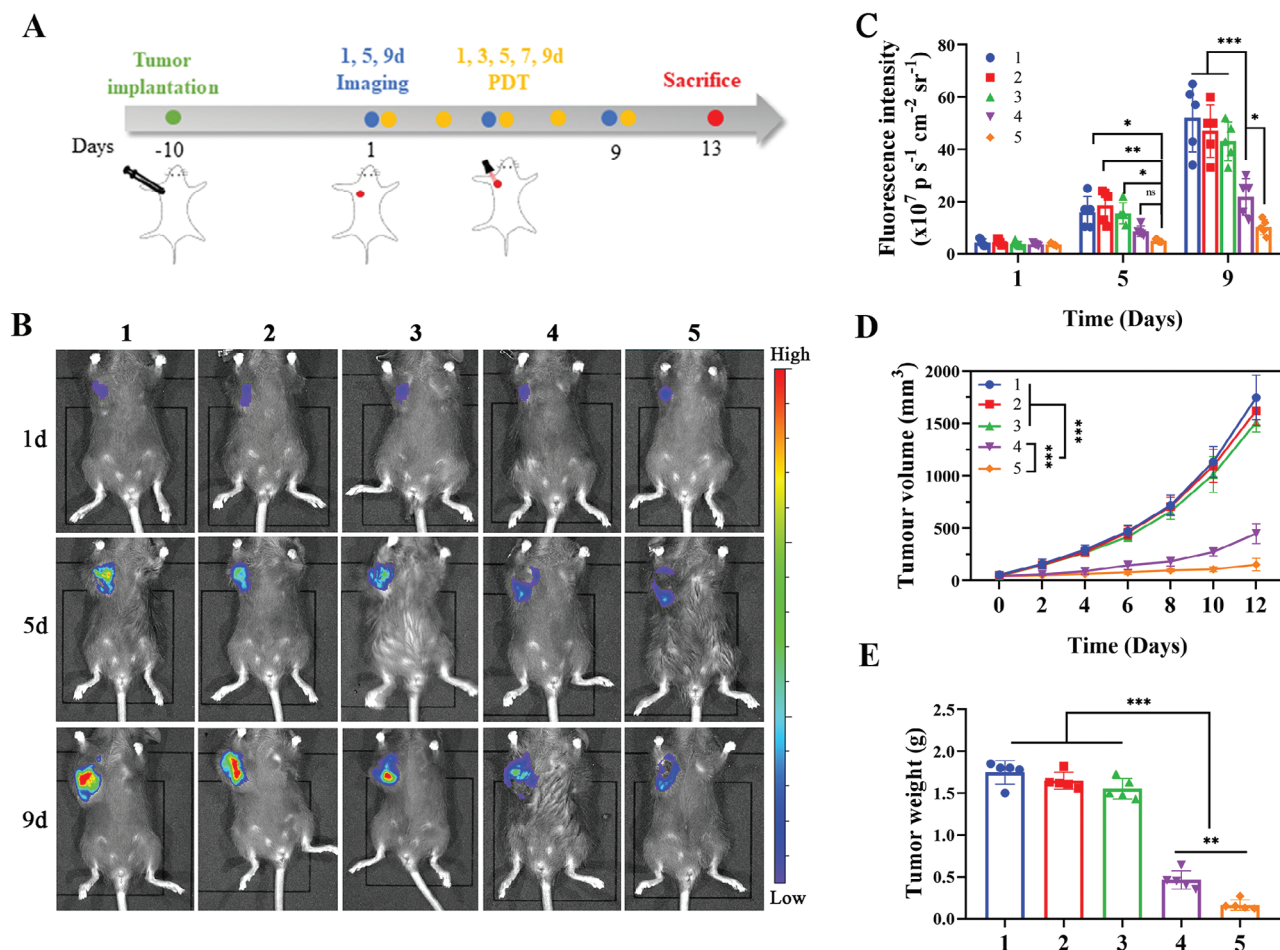 A
Tumor
implantation
1, 5, 9d
Imaging
1, 3, 5, 7, 9d
PDT
Sacrifice
Days
-10
1
9
13
B
1 2 3 4 5
1d
5d
9d
High
Low
C
Fluorescence intensity
(x10⁷ p s⁻¹ cm⁻² sr⁻¹)
80
60
40
20
0
1
2
3
4
5
*
**
*
ns
***
*
1 5 9
Time (Days)
D
Tumour volume (mm³)
2000
1500
1000
500
0
1
2
3
4
5
***
***
0 2 4 6 8 10 12
Time (Days)
E
Tumor weight (g)
2.5
2.0
1.5
1.0
0.5
0.0
***
**
1 2 3 4 5